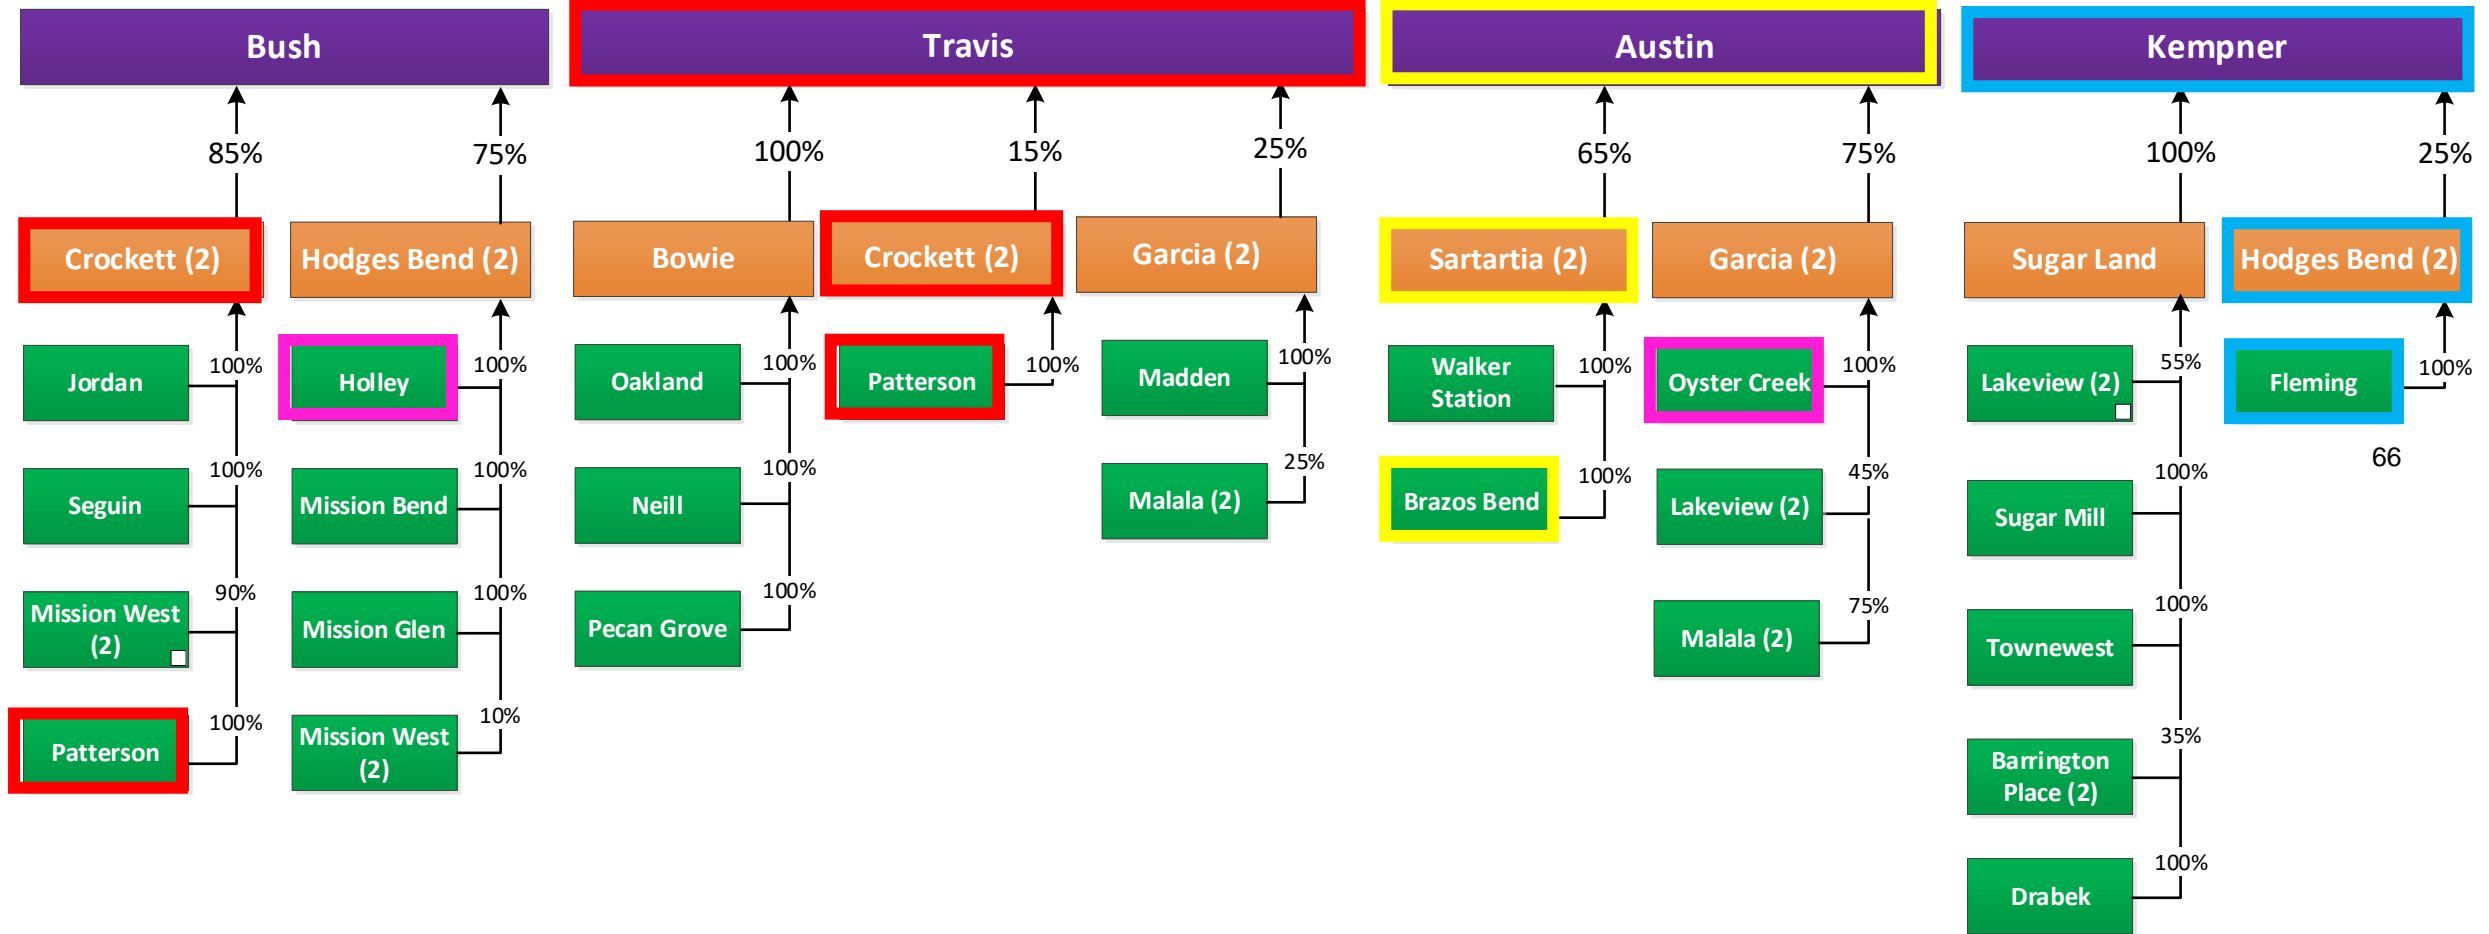 Bush
Travis
Austin
Kempner
85%
75%
100%
15%
25%
65%
75%
100%
25%
Crockett (2)
Hodges Bend (2)
Bowie
Crockett (2)
Garcia (2)
Sartartia (2)
Garcia (2)
Sugar Land
Hodges Bend (2)
Jordan
100%
Holley
100%
Oakland
100%
Patterson
100%
Madden
100%
Walker
Station
100%
Oyster Creek
100%
Lakeview (2)
55%
Fleming
100%
66
Seguin
100%
Mission Bend
100%
Neill
100%
Malala (2)
25%
Brazos Bend
100%
Lakeview (2)
45%
Sugar Mill
100%
Mission West
(2)
90%
Mission Glen
100%
Pecan Grove
100%
Malala (2)
75%
Townewest
100%
Patterson
100%
Mission West
(2)
10%
Barrington
Place (2)
35%
Drabek
100%